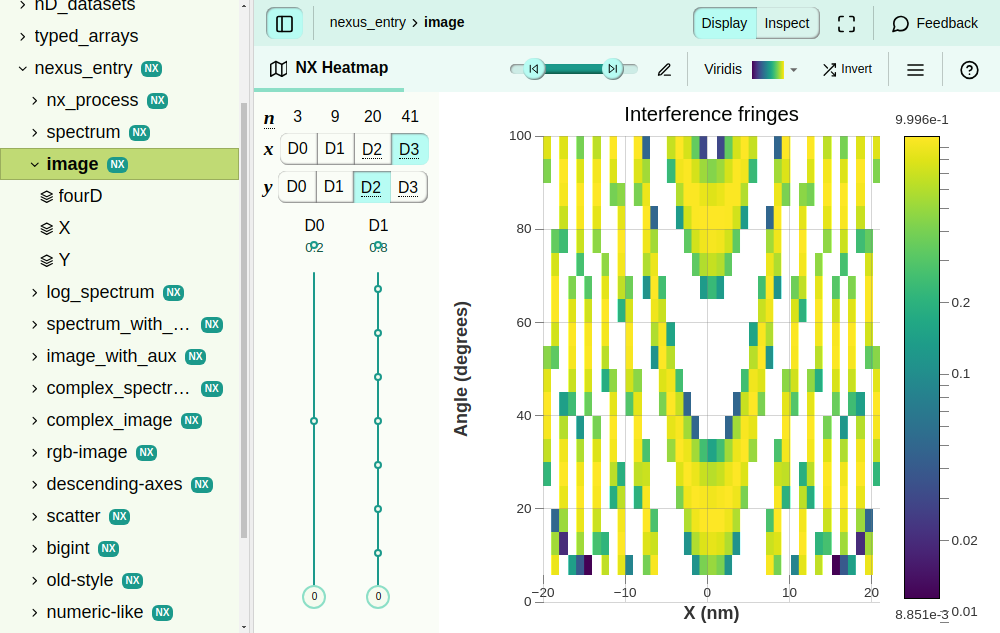 nD_datasets
typed_arrays
nexus_entry NX
nx_process NX
spectrum NX
image NX
fourD
X
Y
log_spectrum NX
spectrum_with_... NX
image_with_aux NX
complex_spectr... NX
complex_image NX
rgb-image NX
descending-axes NX
scatter NX
bigint NX
old-style NX
numeric-like NX
nexus_entry > image
Display Inspect
Feedback
NX Heatmap
Viridis
Invert
n 3 9 20 41
x D0 D1 D2 D3
y D0 D1 D2 D3
D0 D1
0.2 0.8
0 0
Interference fringes
Angle (degrees)
100
80
60
40
20
0
−20 −10 0 10 20
X (nm)
9.996e-1
0.2
0.1
0.02
0.01
8.851e-3